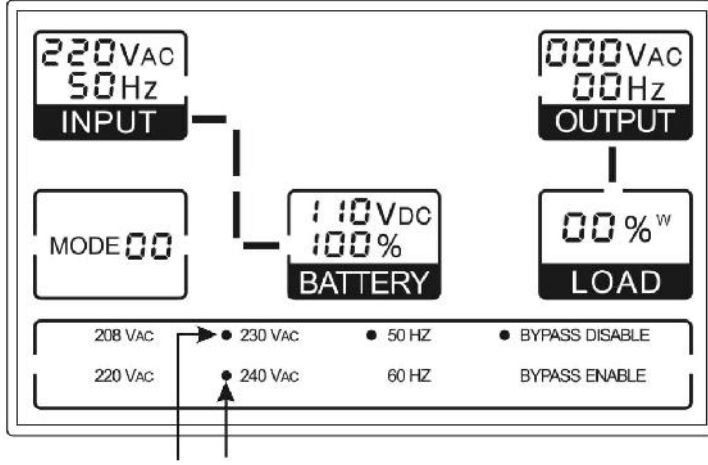 220VAC
50Hz
INPUT
000VAC
00Hz
OUTPUT
MODE 00
110VDC
100%
BATTERY
00%W
LOAD
208 VAC ● 230 VAC ● 50 HZ ● BYPASS DISABLE
220 VAC ● 240 VAC 60 HZ BYPASS ENABLE